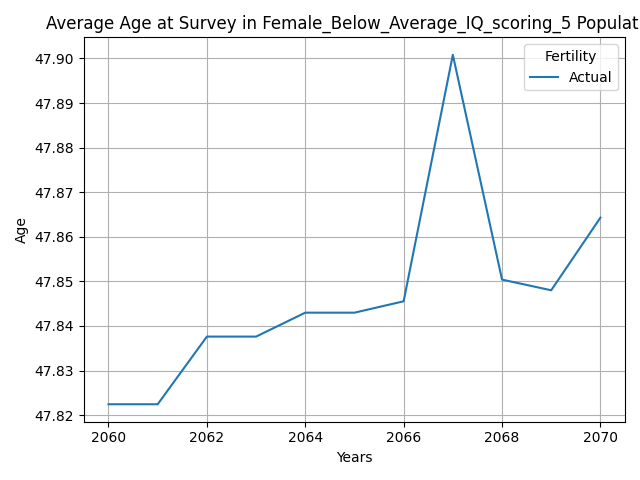 Average Age at Survey in Female_Below_Average_IQ_scoring_5 Populat
Fertility
Actual
47.90
47.89
47.88
47.87
47.86
47.85
47.84
47.83
47.82
Age
2060 2062 2064 2066 2068 2070
Years